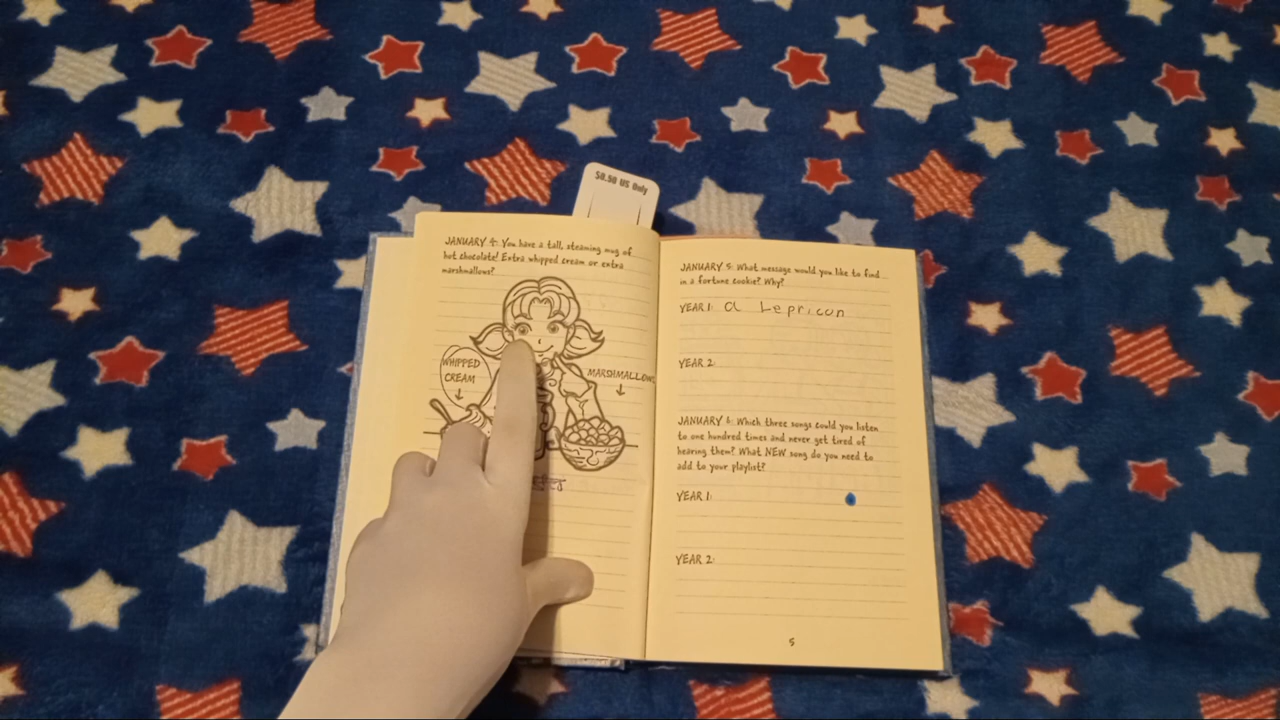 $8.50 US Only
JANUARY 4: You have a tall, steaming mug of
hot chocolate! Extra whipped cream or extra
marshmallows?
WHIPPED
CREAM
MARSHMALLOWS
JANUARY 5: What message would you like to find
in a fortune cookie? Why?
YEAR 1: a Lepricon
YEAR 2:
JANUARY 6: Which three songs could you listen
to one hundred times and never get tired of
hearing them? What NEW song do you need to
add to your playlist?
YEAR 1:
YEAR 2:
5